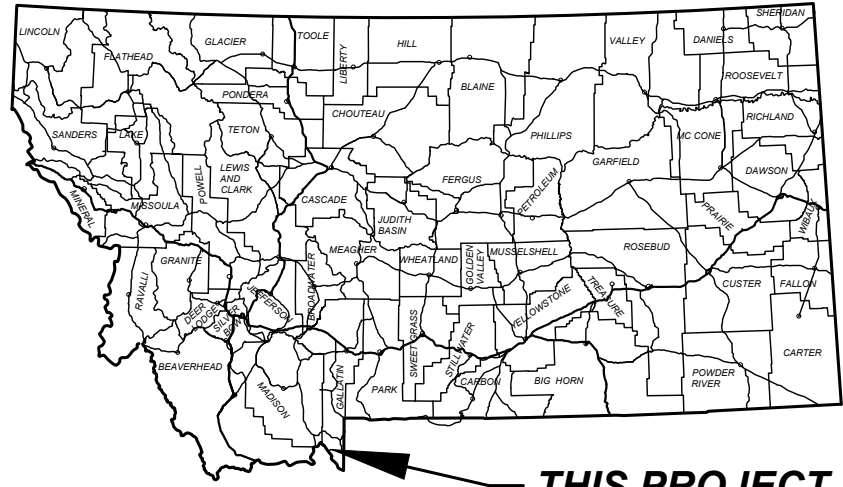 SHERIDAN
LINCOLN
GLACIER
TOOLE
LIBERTY
HILL
VALLEY
DANIELS
FLATHEAD
ROOSEVELT
PONDERA
BLAINE
CHOUTEAU
RICHLAND
SANDERS
LAKE
TETON
PHILLIPS
MC CONE
GARFIELD
LEWIS
AND
CLARK
POWELL
FERGUS
PETROLEUM
DAWSON
MINERAL
MISSOULA
CASCADE
JUDITH
BASIN
PRAIRIE
WIBAUX
GRANITE
MEAGHER
WHEATLAND
GOLDEN
VALLEY
MUSSELSHELL
ROSEBUD
RAVALLI
BROADWATER
JEFFERSON
TREASURE
CUSTER
FALLON
DEER
LODGE
SILVER
BOW
YELLOWSTONE
SWEET GRASS
STILLWATER
BEAVERHEAD
MADISON
GALLATIN
PARK
CARBON
BIG HORN
POWDER
RIVER
CARTER
THIS PROJECT